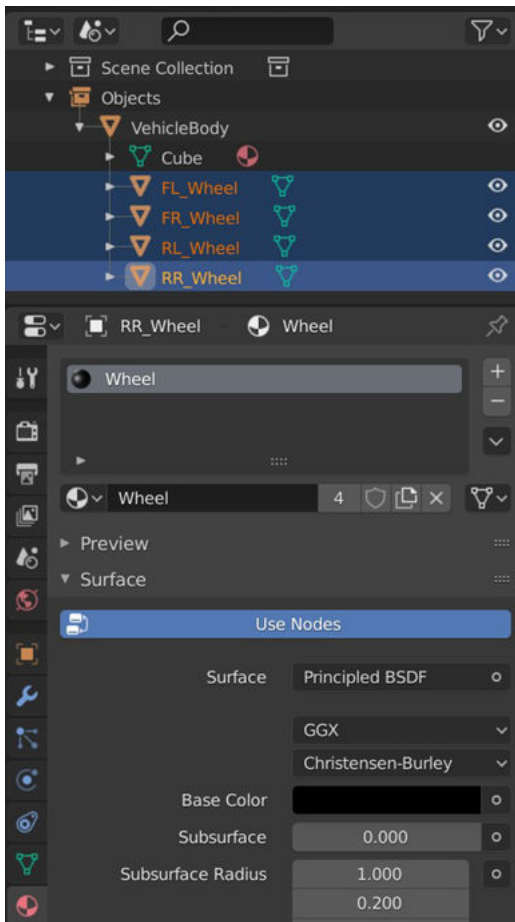 Scene Collection
Objects
VehicleBody
Cube
FL_Wheel
FR_Wheel
RL_Wheel
RR_Wheel
RR_Wheel Wheel
Wheel
Wheel 4
Preview
Surface
Use Nodes
Surface Principled BSDF
GGX
Christensen-Burley
Base Color
Subsurface 0.000
Subsurface Radius 1.000
0.200